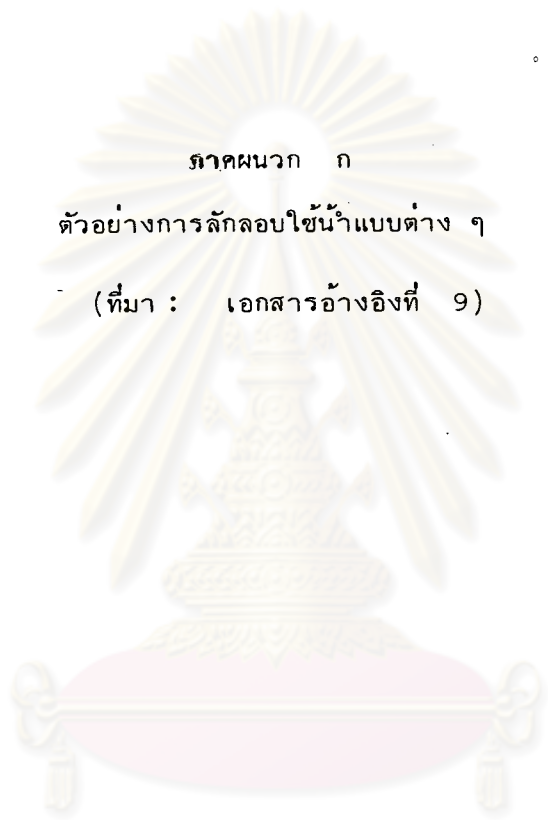 ภาคผนวก ก
ตัวอย่างการลักลอบใช้น้ำแบบต่าง ๆ
(ที่มา : เอกสารอ้างอิงที่ 9)